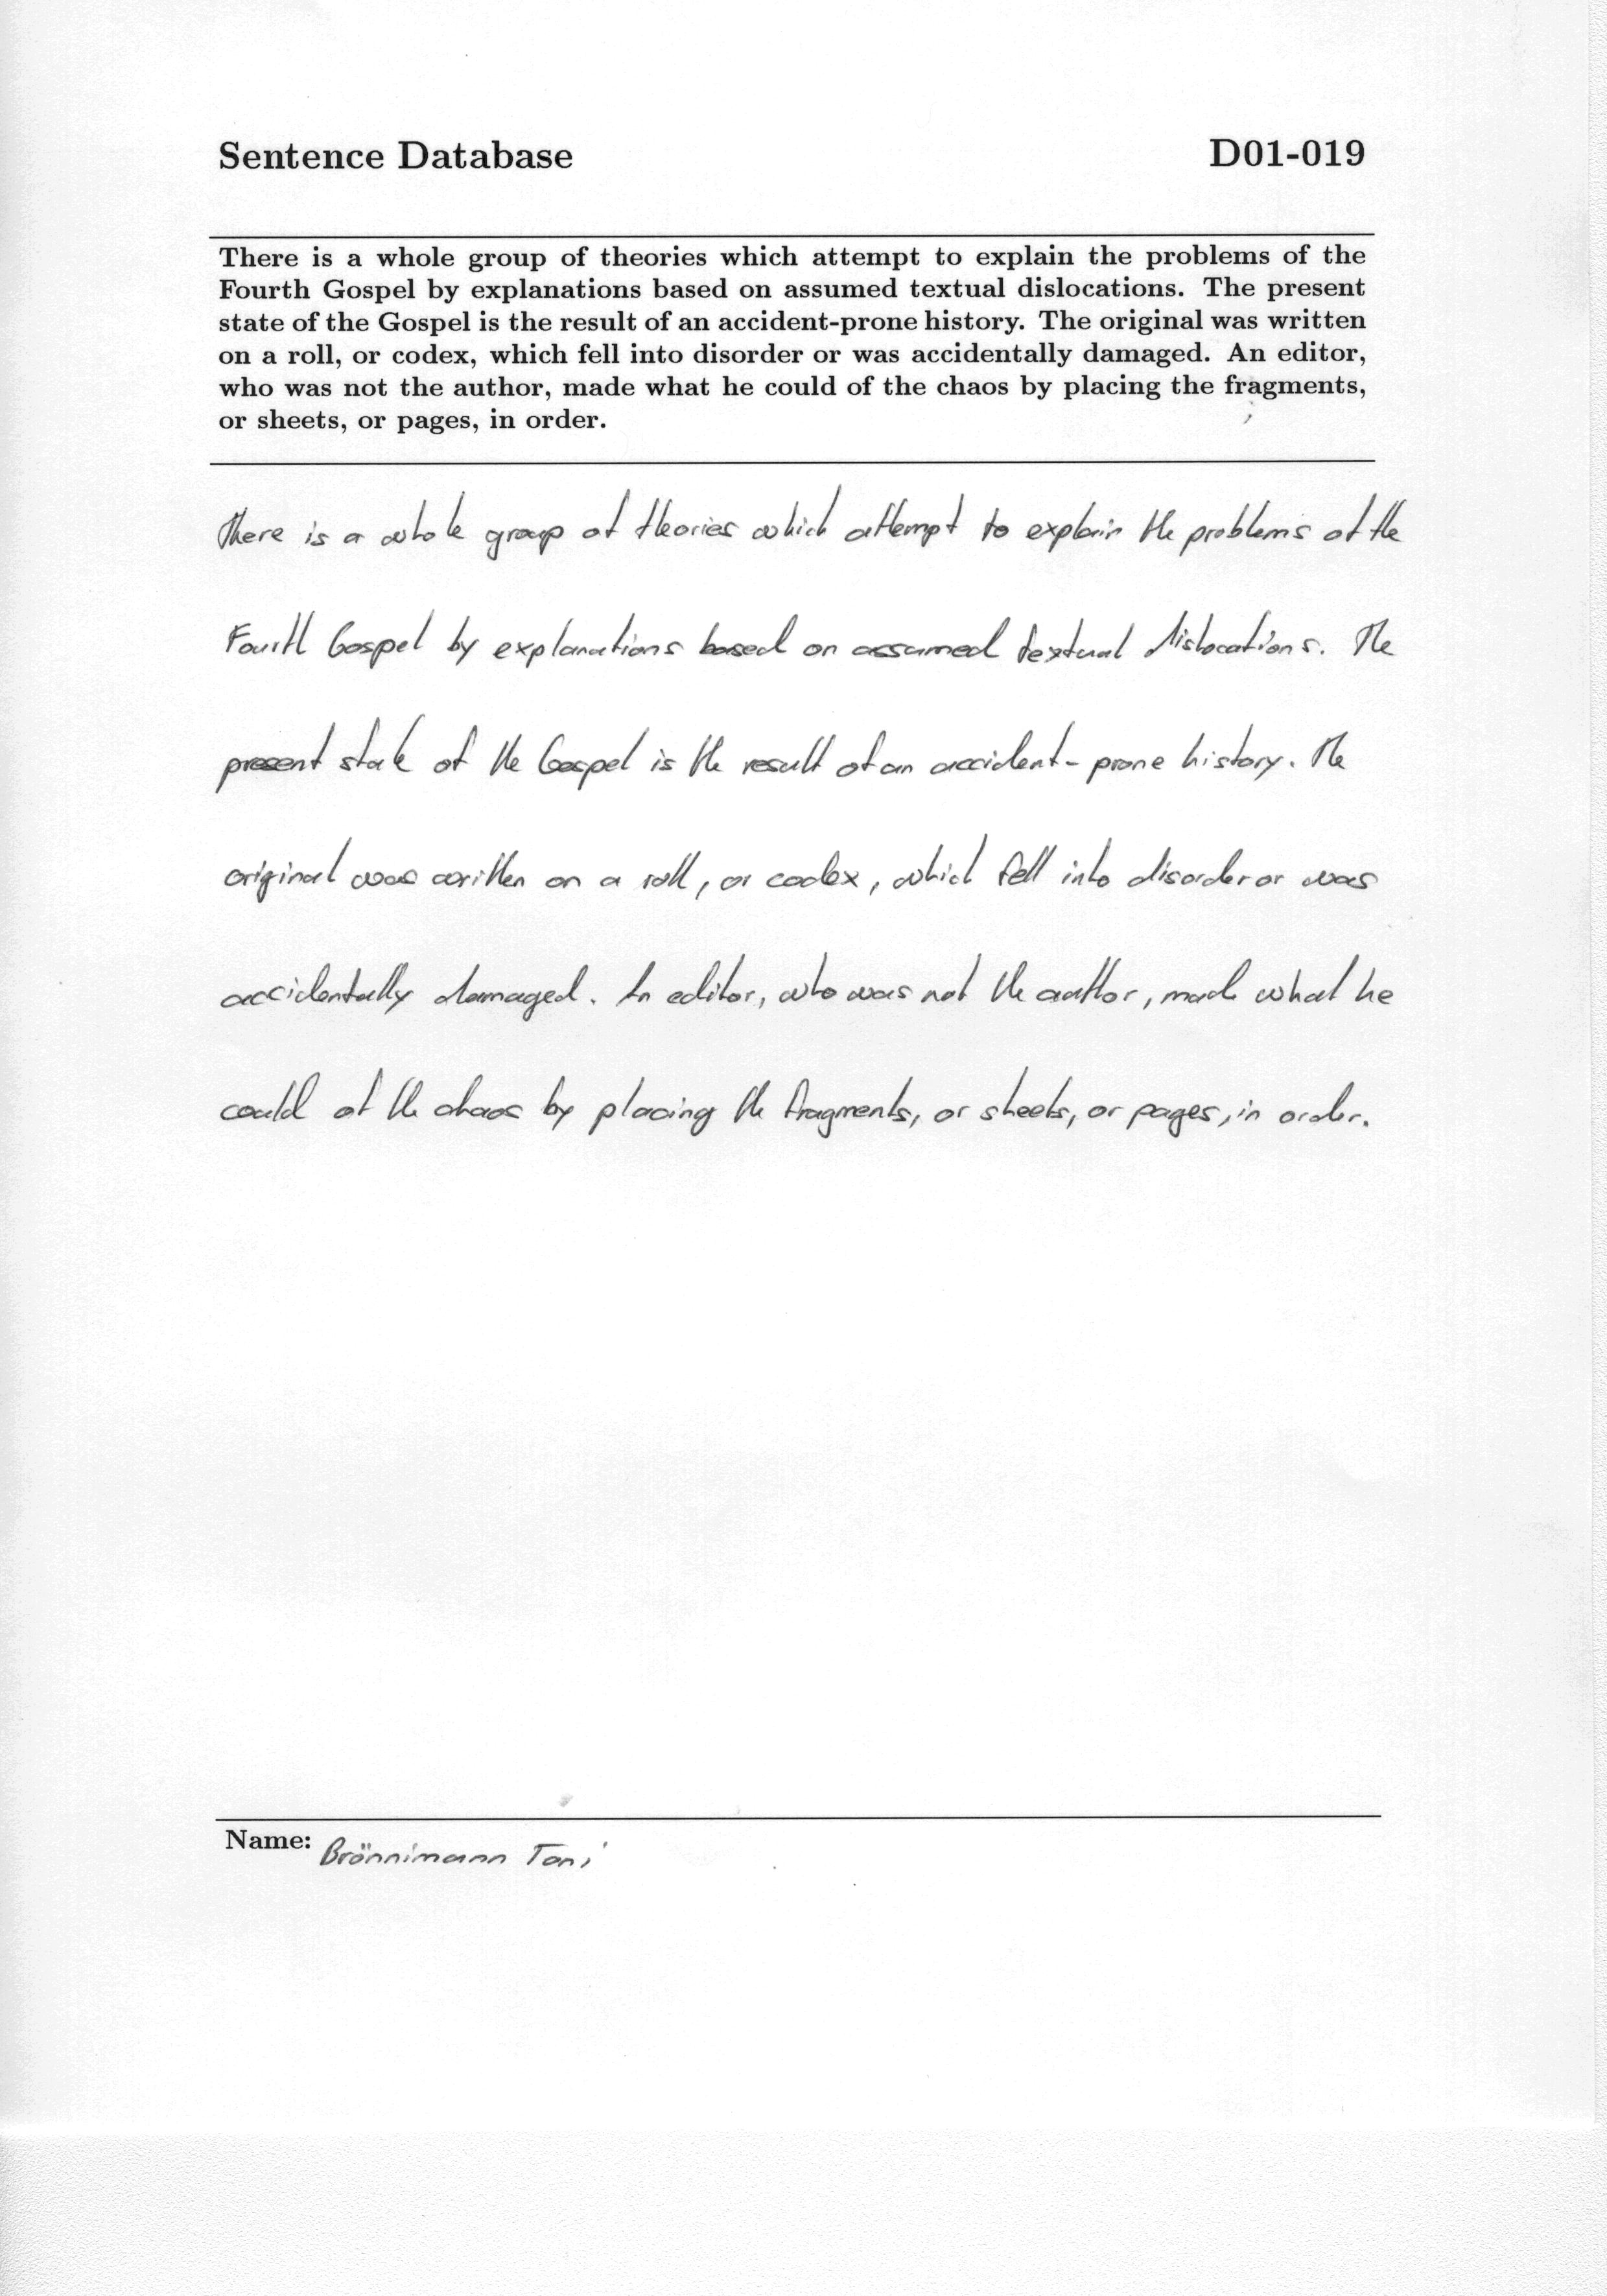 Sentence Database D01-019
There is a whole group of theories which attempt to explain the problems of the
Fourth Gospel by explanations based on assumed textual dislocations. The present
state of the Gospel is the result of an accident-prone history. The original was written
on a roll, or codex, which fell into disorder or was accidentally damaged. An editor,
who was not the author, made what he could of the chaos by placing the fragments,
or sheets, or pages, in order.
There is a whole group of theories which attempt to explain the problems of the
Fourth Gospel by explanations based on assumed textual dislocations. The
present state of the Gospel is the result of an accident-prone history. The
original was written on a roll, or codex, which fell into disorder or was
accidentally damaged. An editor, who was not the author, made what he
could of the chaos by placing the fragments, or sheets, or pages, in order.
Name: Brönnimann Toni